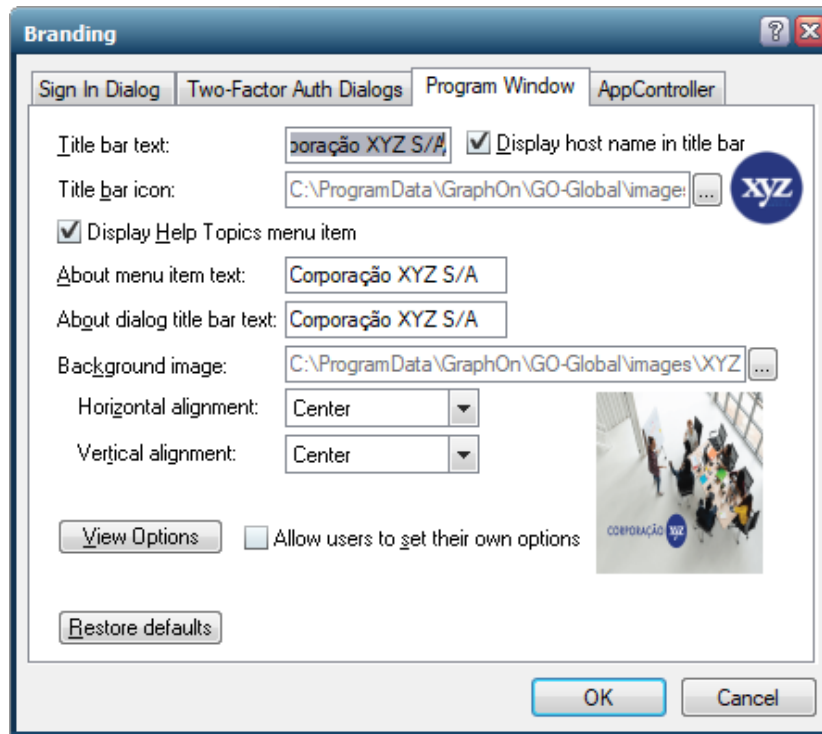 Branding
Sign In Dialog Two-Factor Auth Dialogs Program Window AppController
Title bar text: poração XYZ S/A Display host name in title bar
Title bar icon: C:\ProgramData\GraphOn\GO-Global\images ... xyz
Display Help Topics menu item
About menu item text: Corporação XYZ S/A
About dialog title bar text: Corporação XYZ S/A
Background image: C:\ProgramData\GraphOn\GO-Global\images\XYZ ...
Horizontal alignment: Center
Vertical alignment: Center
CORPORAÇÃO xyz
View Options Allow users to set their own options
Restore defaults
OK Cancel